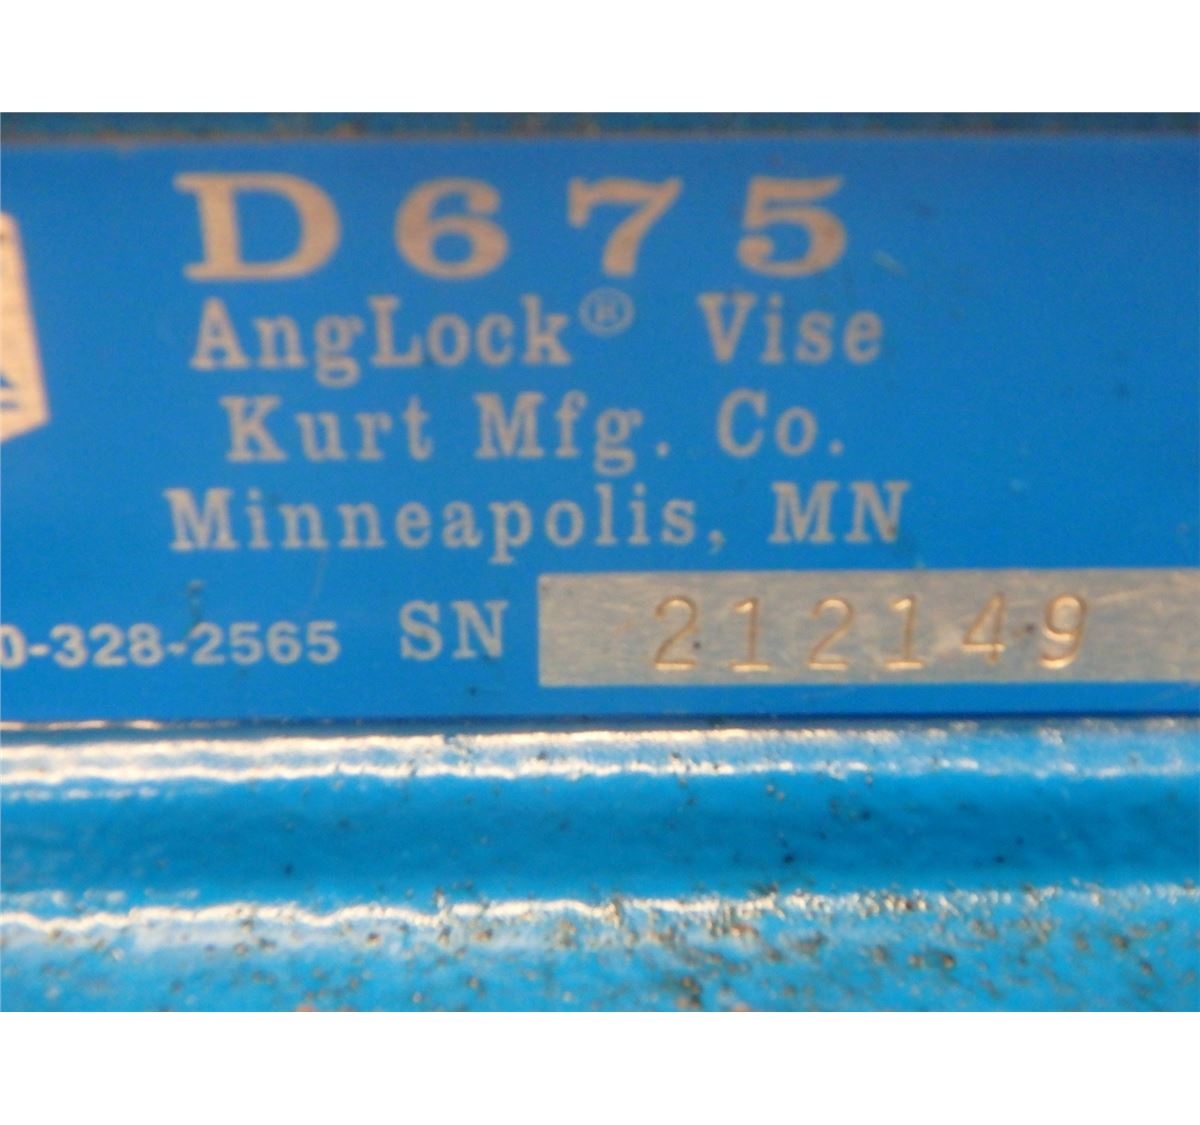 D675
AngLock® Vise
Kurt Mfg. Co.
Minneapolis, MN
0-328-2565 SN 212149